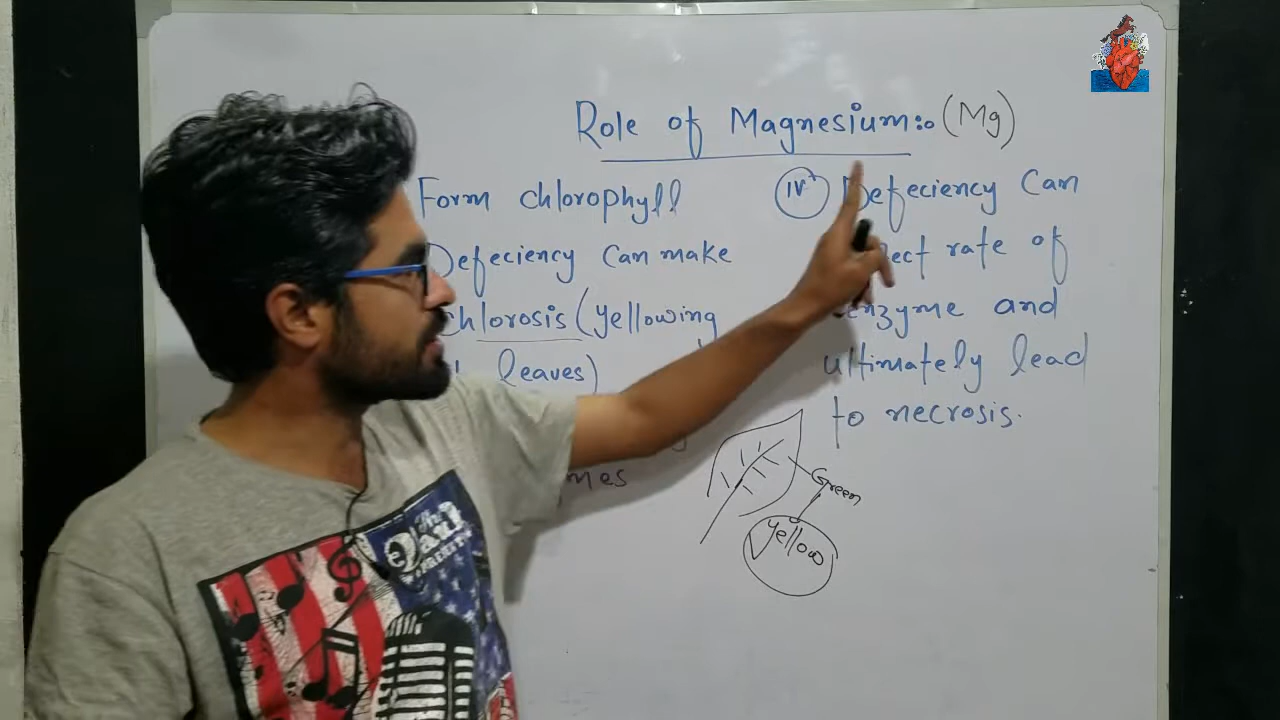 Role of Magnesium:o (Mg)
Form chlorophyll
Defeciency can make
chlorosis (yellowing
leaves)
mes
IV
Defeciency can
ect rate of
enzyme and
ultimately lead
to necrosis.
Green
yellow